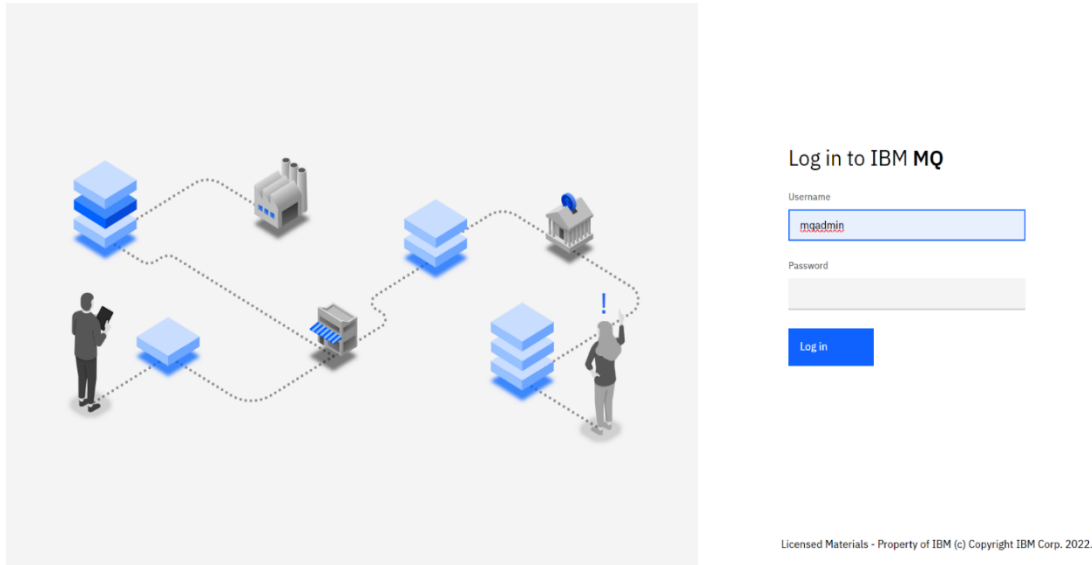 Log in to IBM MQ
Username
mqadmin
Password
Log in
!
Licensed Materials - Property of IBM (c) Copyright IBM Corp. 2022.